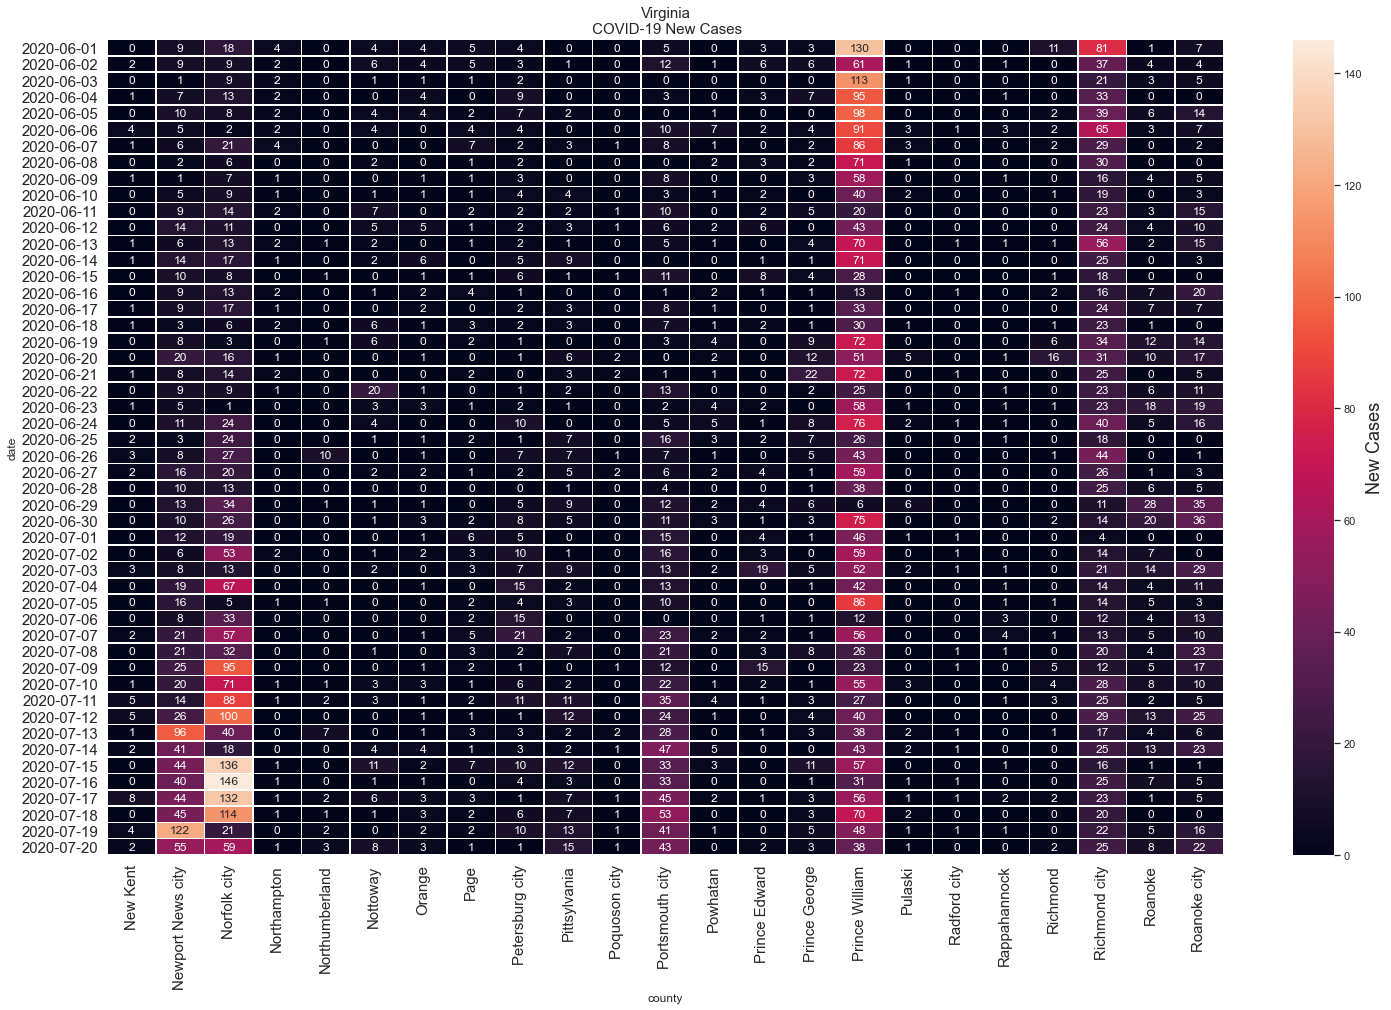 Virginia
COVID-19 New Cases
2020-06-01 0 9 18 4 0 4 4 5 4 0 0 5 0 3 3 130 0 0 0 11 81 1 7
2020-06-02 2 9 9 2 0 6 4 5 3 1 0 12 1 6 6 61 1 0 1 0 37 4 4
2020-06-03 0 1 9 2 0 1 1 1 2 0 0 0 0 0 0 113 1 0 0 0 21 3 5
2020-06-04 1 7 13 2 0 0 4 0 9 0 0 3 0 3 7 95 0 0 1 0 33 0 0
2020-06-05 0 10 8 2 0 4 4 2 7 2 0 0 1 0 0 98 0 0 0 2 39 6 14
2020-06-06 4 5 2 2 0 4 0 4 4 0 0 10 7 2 4 91 3 1 3 2 65 3 7
2020-06-07 1 6 21 4 0 0 0 7 2 3 1 8 1 0 2 86 3 0 0 2 29 0 2
2020-06-08 0 2 6 0 0 2 0 1 2 0 0 0 2 3 2 71 1 0 0 0 30 0 0
2020-06-09 1 1 7 1 0 0 1 1 3 0 0 8 0 0 3 58 0 0 1 0 16 4 5
2020-06-10 0 5 9 1 0 1 1 1 4 4 0 3 1 2 0 40 2 0 0 1 19 0 3
2020-06-11 0 9 14 2 0 7 0 2 2 2 1 10 0 2 5 20 0 0 0 0 23 3 15
2020-06-12 0 14 11 0 0 5 5 1 2 3 1 6 2 6 0 43 0 0 0 0 24 4 10
2020-06-13 1 6 13 2 1 2 0 1 2 1 0 5 1 0 4 70 0 1 1 1 56 2 15
2020-06-14 1 14 17 1 0 2 6 0 5 9 0 0 0 1 1 71 0 0 0 0 25 0 3
2020-06-15 0 10 8 0 1 0 1 1 6 1 1 11 0 8 4 28 0 0 0 1 18 0 0
2020-06-16 0 9 13 2 0 1 2 4 1 0 0 1 2 1 1 13 0 1 0 2 16 7 20
2020-06-17 1 9 17 1 0 0 2 0 2 3 0 8 1 0 1 33 0 0 0 0 24 7 7
2020-06-18 1 3 6 2 0 6 1 3 2 3 0 7 1 2 1 30 1 0 0 1 23 1 0
2020-06-19 0 8 3 0 1 6 0 2 1 0 0 3 4 0 9 72 0 0 0 6 34 12 14
2020-06-20 0 20 16 1 0 0 1 0 1 6 2 0 2 0 12 51 5 0 1 16 31 10 17
2020-06-21 1 8 14 2 0 0 0 2 0 3 2 1 1 0 22 72 0 1 0 0 25 0 5
2020-06-22 0 9 9 1 0 20 1 0 1 2 0 13 0 0 2 25 0 0 1 0 23 6 11
2020-06-23 1 5 1 0 0 3 3 1 2 1 0 2 4 2 0 58 1 0 1 1 23 18 19
2020-06-24 0 11 24 0 0 4 0 0 10 0 0 5 5 1 8 76 2 1 1 0 40 5 16
2020-06-25 2 3 24 0 0 1 1 2 1 7 0 16 3 2 7 26 0 0 1 0 18 0 0
2020-06-26 3 8 27 0 10 0 1 0 7 7 1 7 1 0 5 43 0 0 0 1 44 0 1
2020-06-27 2 16 20 0 0 2 2 1 2 5 2 6 2 4 1 59 0 0 0 0 26 1 3
2020-06-28 0 10 13 0 0 0 0 0 0 1 0 4 0 0 0 38 0 0 0 0 25 6 5
2020-06-29 0 13 34 0 1 1 1 0 5 9 0 12 2 4 6 6 6 0 0 0 11 28 35
2020-06-30 0 10 26 0 0 1 3 2 8 5 0 11 3 1 3 75 0 0 0 2 14 20 36
2020-07-01 0 12 19 0 0 0 1 6 5 0 0 15 0 4 1 46 1 1 0 0 4 0 0
2020-07-02 0 6 53 2 0 1 2 3 10 1 0 16 0 3 0 59 0 1 0 0 14 7 0
2020-07-03 3 8 13 0 0 2 0 3 7 9 0 13 2 19 5 52 2 1 1 0 21 14 29
2020-07-04 0 19 67 0 0 0 1 0 15 2 0 13 0 0 1 42 0 0 1 0 14 4 11
2020-07-05 0 16 5 1 1 0 0 2 4 3 0 10 0 0 0 86 0 0 1 1 14 5 3
2020-07-06 0 8 33 0 0 0 0 2 15 0 0 0 0 1 1 12 0 0 3 0 12 4 13
2020-07-07 2 21 57 0 0 0 1 5 21 2 0 23 2 2 1 56 0 0 4 1 13 5 10
2020-07-08 0 21 32 0 0 1 0 3 2 7 0 21 0 3 8 26 0 1 1 0 20 4 23
2020-07-09 0 25 95 0 0 0 1 2 1 0 1 12 0 15 0 23 0 1 0 5 12 5 17
2020-07-10 1 20 71 1 1 3 3 1 6 2 0 22 1 2 1 55 3 0 0 4 28 8 10
2020-07-11 5 14 88 1 2 3 1 2 11 11 0 35 4 1 3 27 0 0 1 3 25 2 5
2020-07-12 5 26 100 0 0 0 1 1 1 12 0 24 1 0 4 40 0 0 0 0 29 13 25
2020-07-13 1 96 40 0 7 0 1 3 3 2 2 28 0 1 3 38 2 1 0 1 17 4 6
2020-07-14 2 41 18 0 0 4 4 1 3 2 1 47 5 0 0 43 2 1 0 0 25 13 23
2020-07-15 0 44 136 1 0 11 2 7 10 12 0 33 3 0 11 57 0 0 1 0 16 1 1
2020-07-16 0 40 146 1 0 1 1 0 4 3 0 33 0 0 1 31 1 1 0 0 25 7 5
2020-07-17 8 44 132 1 2 6 3 3 1 7 1 45 2 1 3 56 1 1 2 2 23 1 5
2020-07-18 0 45 114 1 1 1 3 2 6 7 1 53 0 0 3 70 2 0 0 0 20 0 0
2020-07-19 4 122 21 0 2 0 2 2 10 13 1 41 1 0 5 48 1 1 1 0 22 5 16
2020-07-20 2 55 59 1 3 8 3 1 1 15 1 43 0 2 3 38 1 0 0 2 25 8 22
date
New Kent
Newport News city
Norfolk city
Northampton
Northumberland
Nottoway
Orange
Page
Petersburg city
Pittsylvania
Poquoson city
Portsmouth city
Powhatan
Prince Edward
Prince George
Prince William
Pulaski
Radford city
Rappahannock
Richmond
Richmond city
Roanoke
Roanoke city
county
140
120
100
80
60
40
20
0
New Cases